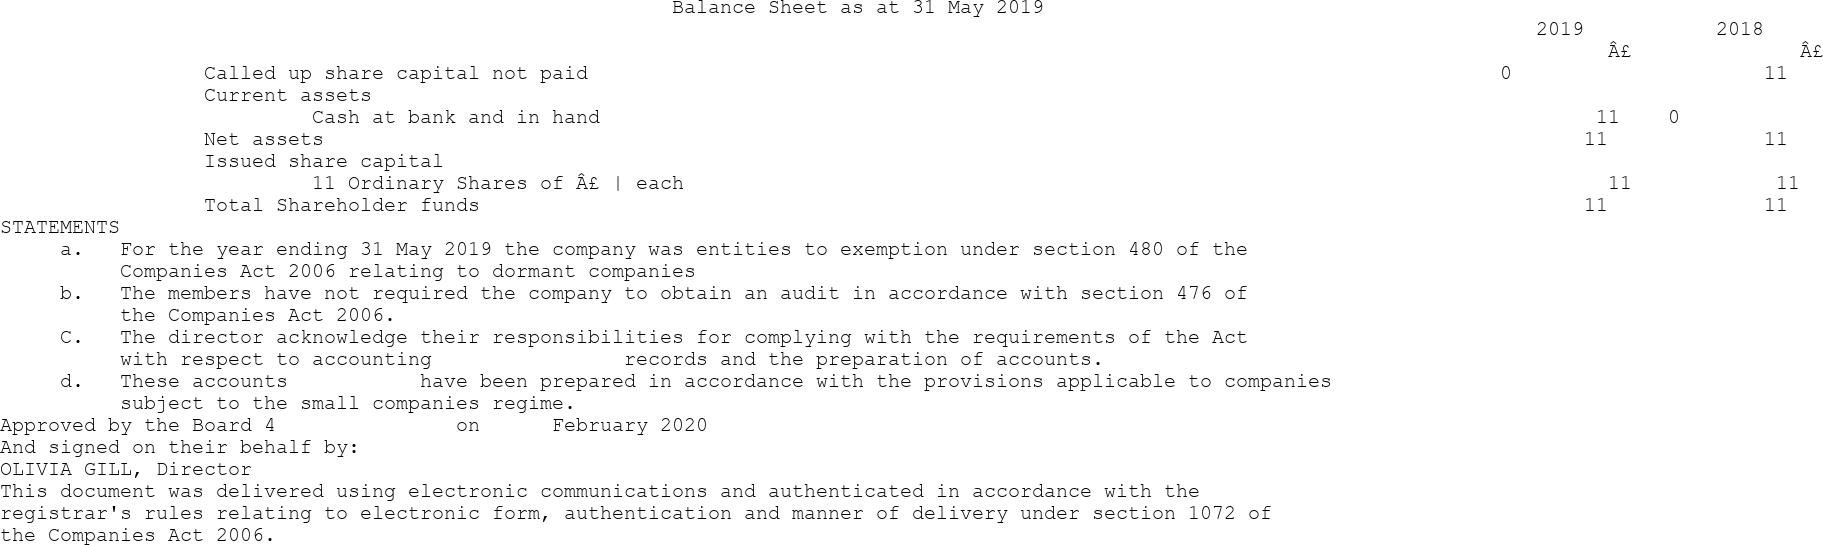 Balance Sheet as at 31 May 2019
2019 2018
Â£ Â£
Called up share capital not paid 0 11
Current assets
Cash at bank and in hand 11 0
Net assets 11 11
Issued share capital
11 Ordinary Shares of Â£ | each 11 11
Total Shareholder funds 11 11
STATEMENTS
a. For the year ending 31 May 2019 the company was entities to exemption under section 480 of the
Companies Act 2006 relating to dormant companies
b. The members have not required the company to obtain an audit in accordance with section 476 of
the Companies Act 2006.
C. The director acknowledge their responsibilities for complying with the requirements of the Act
with respect to accounting records and the preparation of accounts.
d. These accounts have been prepared in accordance with the provisions applicable to companies
subject to the small companies regime.
Approved by the Board 4 on February 2020
And signed on their behalf by:
OLIVIA GILL, Director
This document was delivered using electronic communications and authenticated in accordance with the
registrar's rules relating to electronic form, authentication and manner of delivery under section 1072 of
the Companies Act 2006.